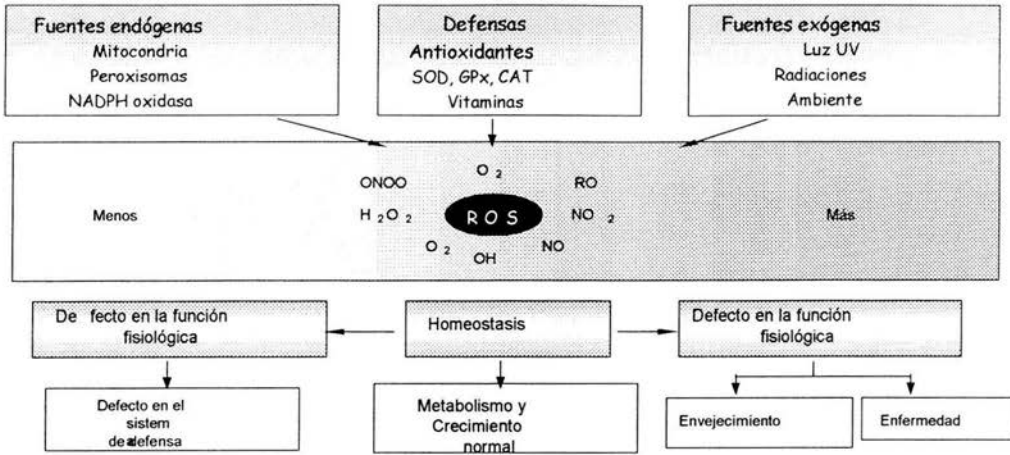 Fuentes endógenas
Mitocondria
Peroxisomas
NADPH oxidasa
Defensas
Antioxidantes
SOD, GPx, CAT
Vitaminas
Fuentes exógenas
Luz UV
Radiaciones
Ambiente
Menos
ONOO
O 2
RO
H 2 O 2
R O S
NO 2
O 2
OH
NO
Más
De fecto en la función
fisiológica
Homeostasis
Defecto en la función
fisiológica
Defecto en el
sistem
de defensa
Metabolismo y
Crecimiento
normal
Envejecimiento
Enfermedad